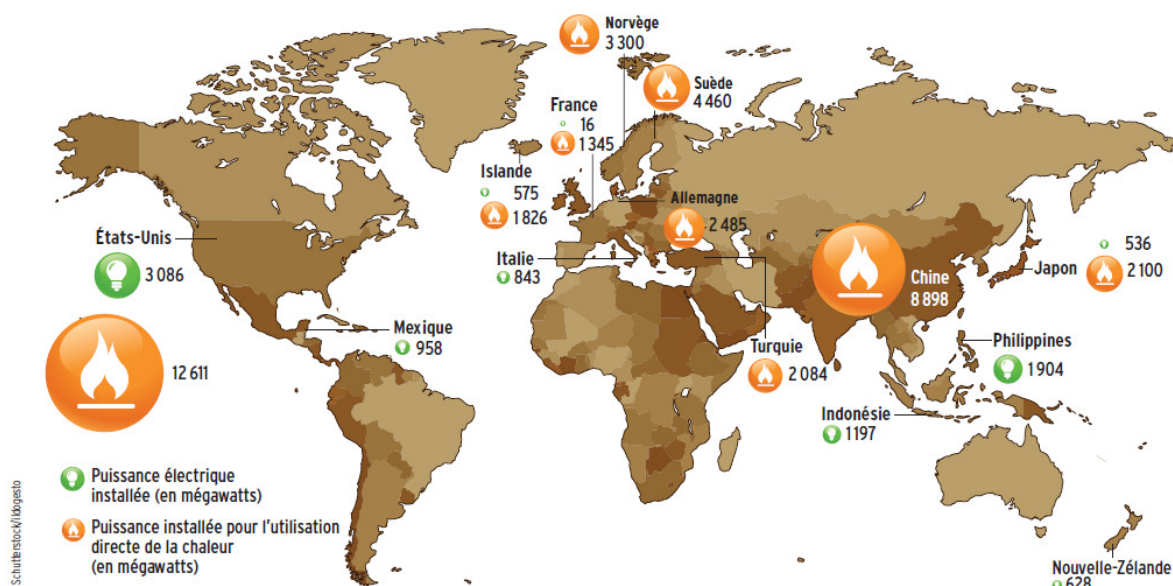 Norvège
3 300
Suède
4 460
France
16
1 345
Islande
575
1 826
Allemagne
2 485
États-Unis
3 086
12 611
Italie
843
Chine
8 898
536
Japon
2 100
Mexique
958
Turquie
2 084
Philippines
1 904
Indonésie
1 197
Puissance électrique
installée (en mégawatts)
Puissance installée pour l'utilisation
directe de la chaleur
(en mégawatts)
Nouvelle-Zélande
628
Schutterstock/ildogesto